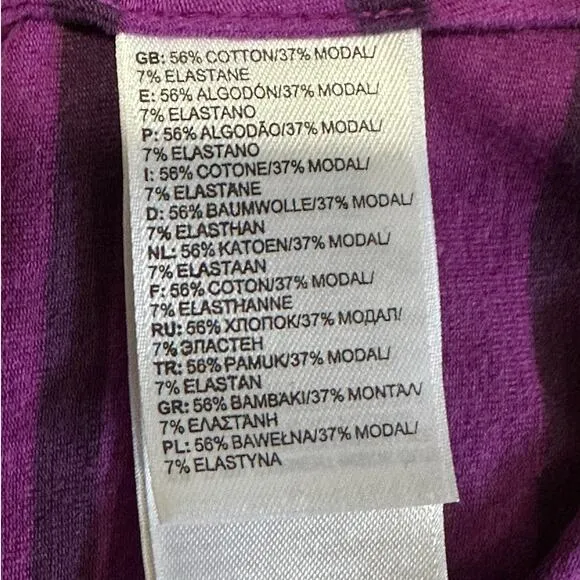 GB: 56% COTTON/37% MODAL/
7% ELASTANE
E: 56% ALGODÓN/37% MODAL/
7% ELASTANO
P: 56% ALGODÃO/37% MODAL/
7% ELASTANO
I: 56% COTONE/37% MODAL/
7% ELASTANE
D: 56% BAUMWOLLE/37% MODAL/
7% ELASTHAN
NL: 56% KATOEN/37% MODAL/
7% ELASTAAN
F: 56% COTON/37% MODAL/
7% ELASTHANNE
RU: 56% ХЛОПОК/37% МОДАЛ/
7% ЭЛАСТЕН
TR: 56% PAMUK/37% MODAL/
7% ELASTAN
GR: 56% ΒΑΜΒΑΚΙ/37% ΜΟΝΤΑΛ/
7% ΕΛΑΣΤΑΝΗ
PL: 56% BAWEŁNA/37% MODAL/
7% ELASTYNA